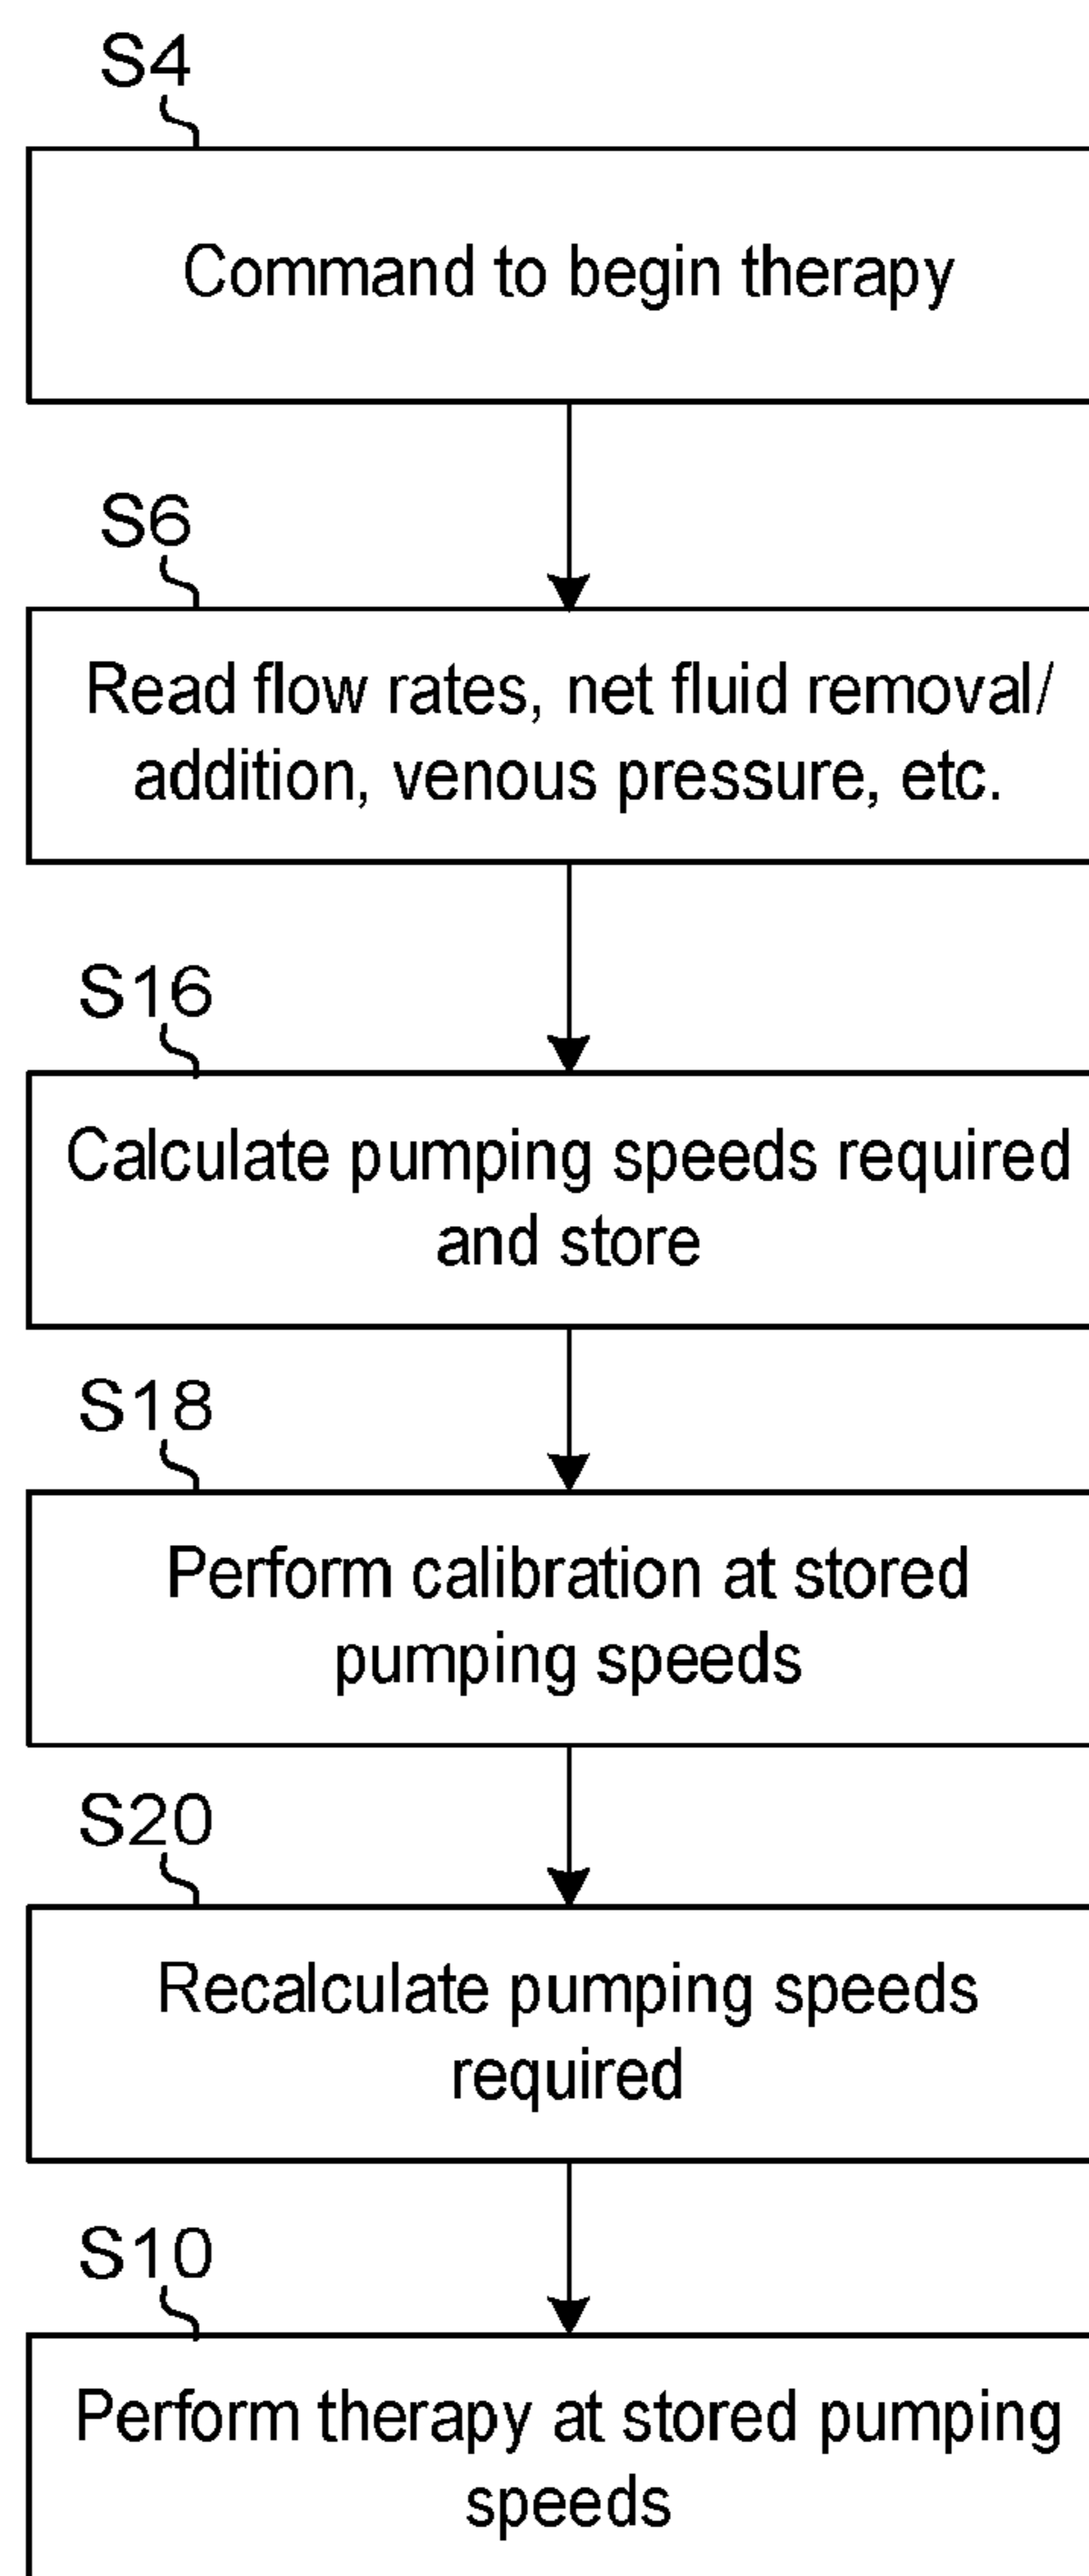 S4
Command to begin therapy
S6
Read flow rates, net fluid removal/
addition, venous pressure, etc.
S16
Calculate pumping speeds required
and store
S18
Perform calibration at stored
pumping speeds
S20
Recalculate pumping speeds
required
S10
Perform therapy at stored pumping
speeds